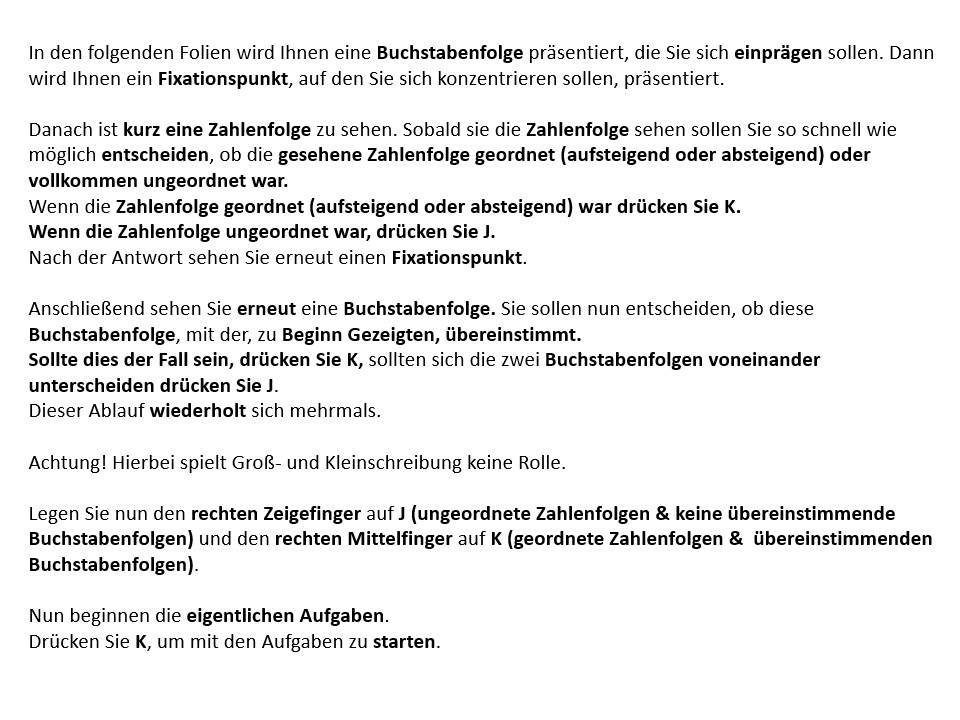 In den folgenden Folien wird Ihnen eine Buchstabenfolge präsentiert, die Sie sich einprägen sollen. Dann
wird Ihnen ein Fixationspunkt, auf den Sie sich konzentrieren sollen, präsentiert.
Danach ist kurz eine Zahlenfolge zu sehen. Sobald sie die Zahlenfolge sehen sollen Sie so schnell wie
möglich entscheiden, ob die gesehene Zahlenfolge geordnet (aufsteigend oder absteigend) oder
vollkommen ungeordnet war.
Wenn die Zahlenfolge geordnet (aufsteigend oder absteigend) war drücken Sie K.
Wenn die Zahlenfolge ungeordnet war, drücken Sie J.
Nach der Antwort sehen Sie erneut einen Fixationspunkt.
Anschließend sehen Sie erneut eine Buchstabenfolge. Sie sollen nun entscheiden, ob diese
Buchstabenfolge, mit der, zu Beginn Gezeigten, übereinstimmt.
Sollte dies der Fall sein, drücken Sie K, sollten sich die zwei Buchstabenfolgen voneinander
unterscheiden drücken Sie J.
Dieser Ablauf wiederholt sich mehrmals.
Achtung! Hierbei spielt Groß- und Kleinschreibung keine Rolle.
Legen Sie nun den rechten Zeigefinger auf J (ungeordnete Zahlenfolgen & keine übereinstimmende
Buchstabenfolgen) und den rechten Mittelfinger auf K (geordnete Zahlenfolgen & übereinstimmenden
Buchstabenfolgen).
Nun beginnen die eigentlichen Aufgaben.
Drücken Sie K, um mit den Aufgaben zu starten.